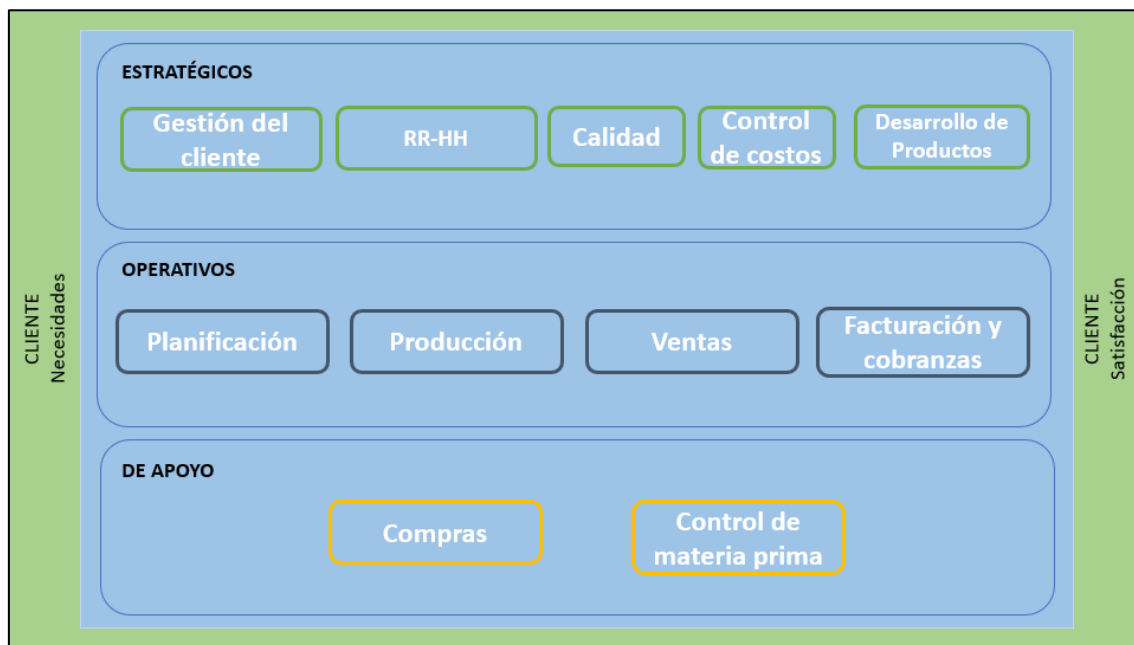 ESTRATÉGICOS
Gestión del
cliente
RR-HH
Calidad
Control
de costos
Desarrollo de
Productos
OPERATIVOS
Planificación
Producción
Ventas
Facturación y
cobranzas
DE APOYO
Compras
Control de
materia prima
CLIENTE
Necesidades
CLIENTE
Satisfacción